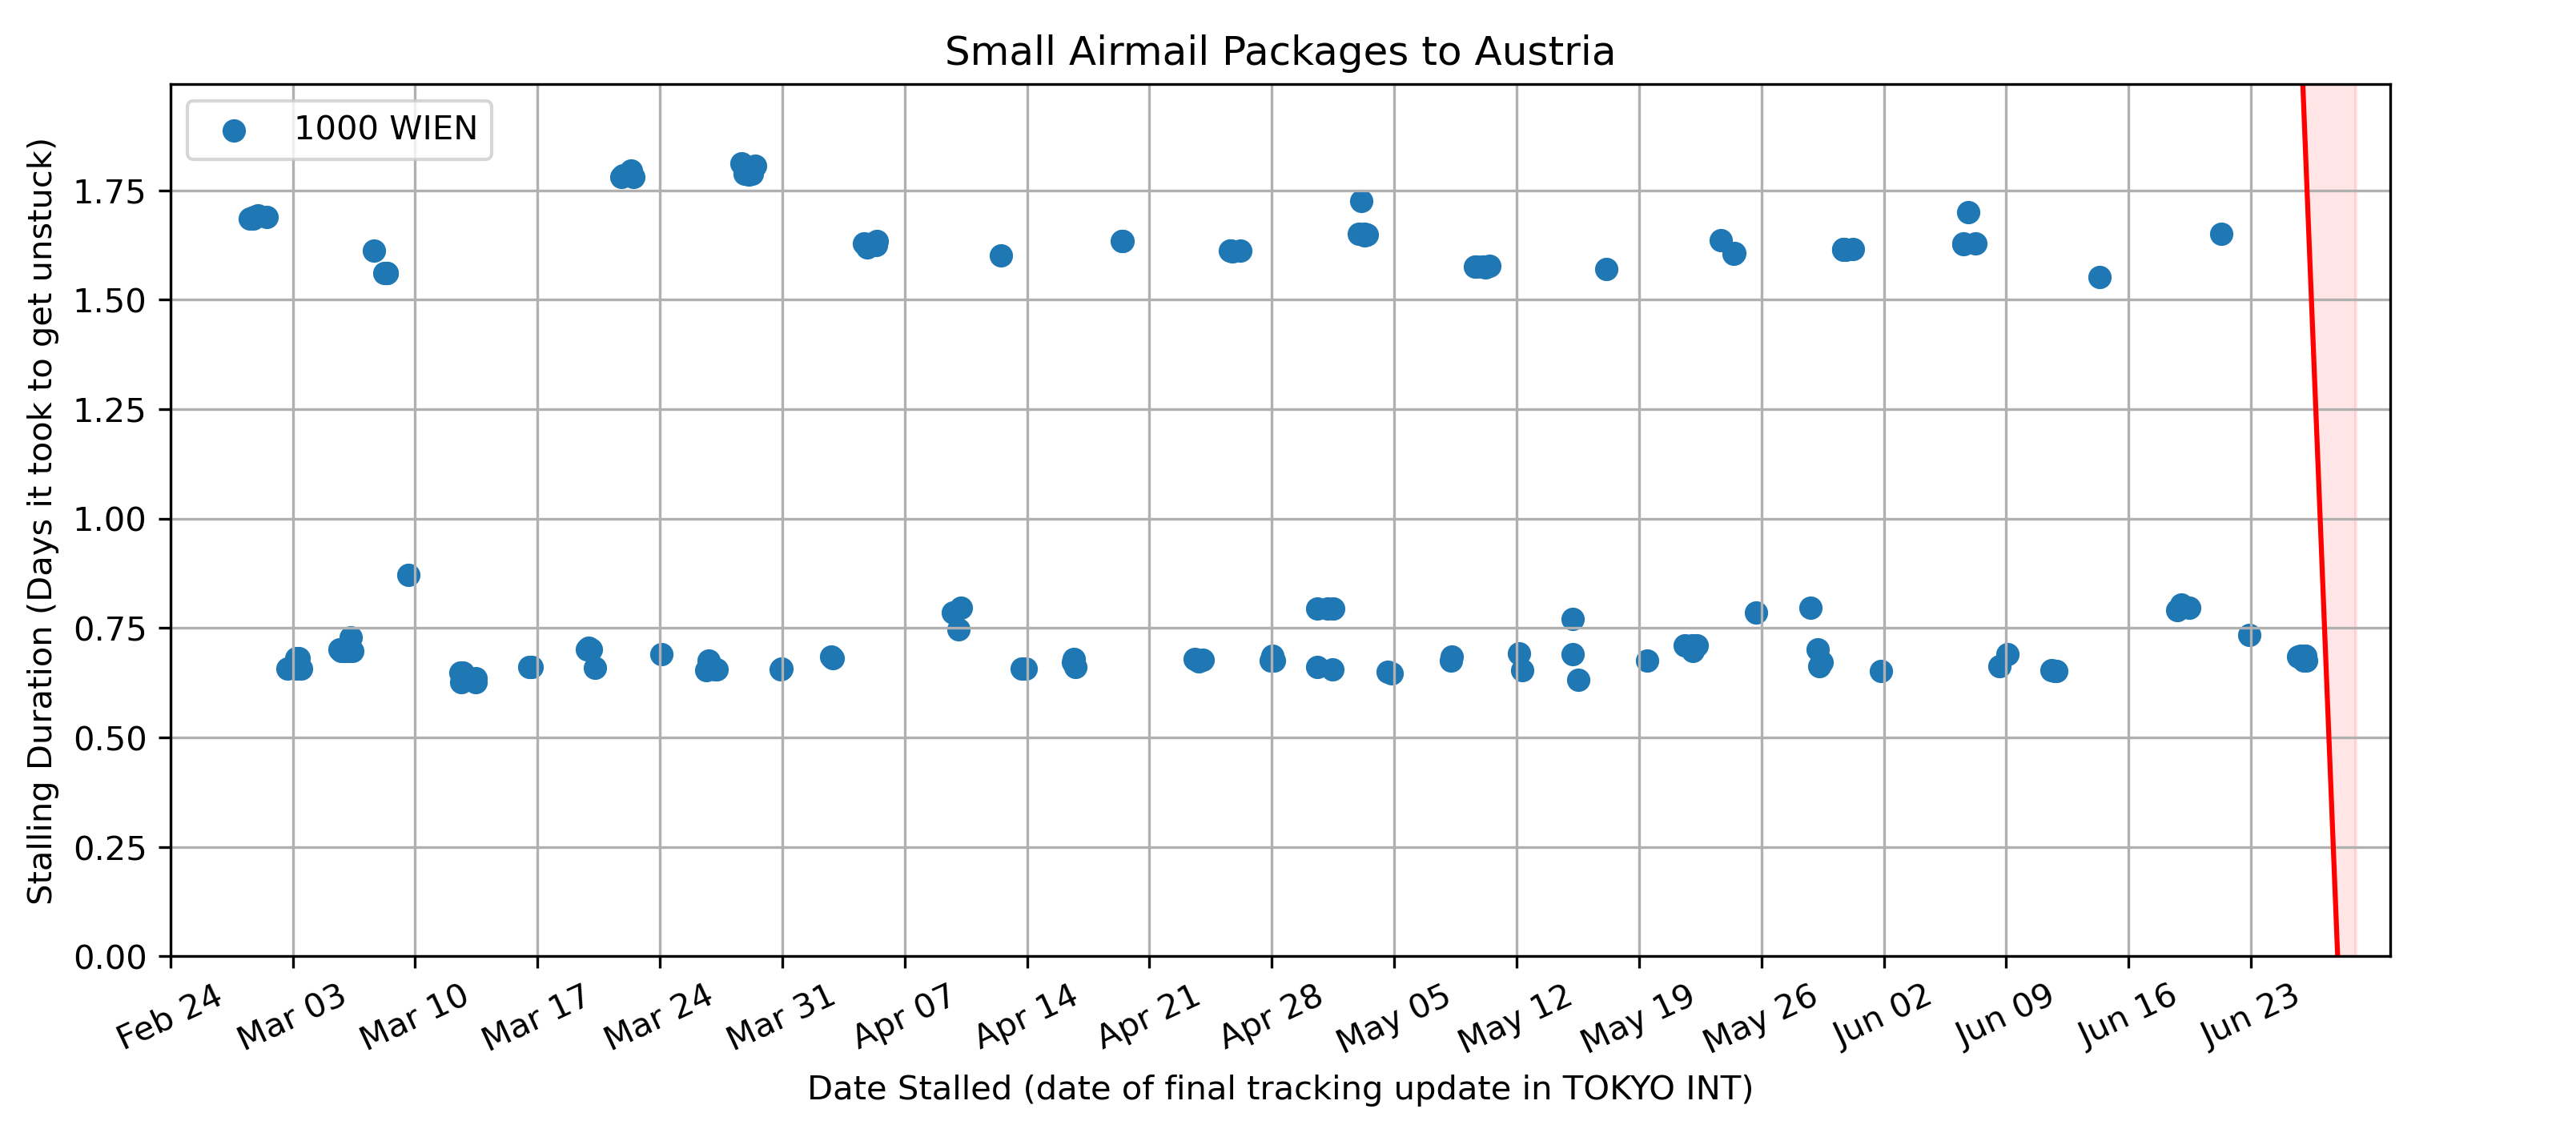 Small Airmail Packages to Austria
1000 WIEN
Stalling Duration (Days it took to get unstuck)
1.75
1.50
1.25
1.00
0.75
0.50
0.25
0.00
Feb 24
Mar 03
Mar 10
Mar 17
Mar 24
Mar 31
Apr 07
Apr 14
Apr 21
Apr 28
May 05
May 12
May 19
May 26
Jun 02
Jun 09
Jun 16
Jun 23
Date Stalled (date of final tracking update in TOKYO INT)